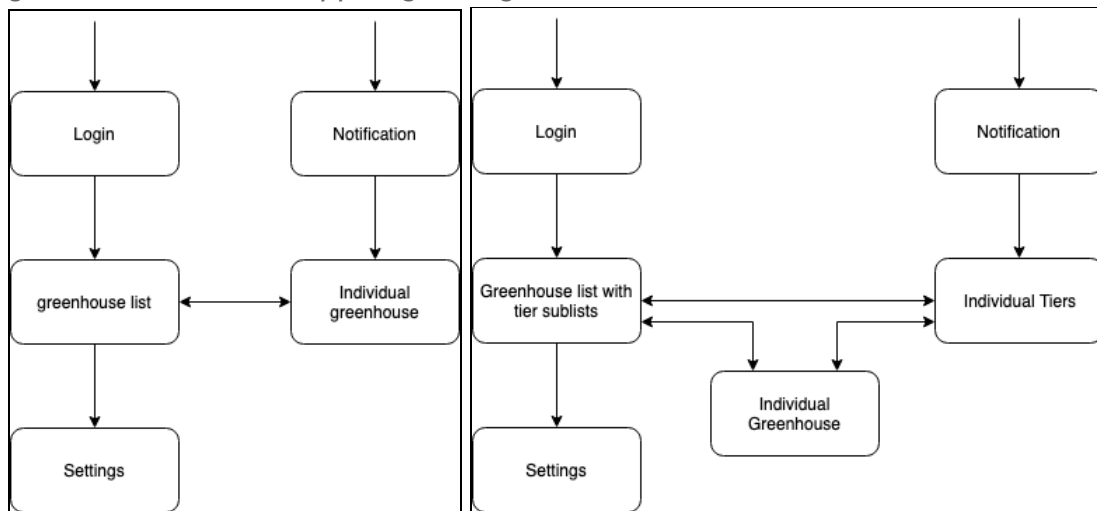 Login
Notification
greenhouse list
Individual
greenhouse
Settings
Login
Notification
Greenhouse list with
tier sublists
Individual Tiers
Individual
Greenhouse
Settings